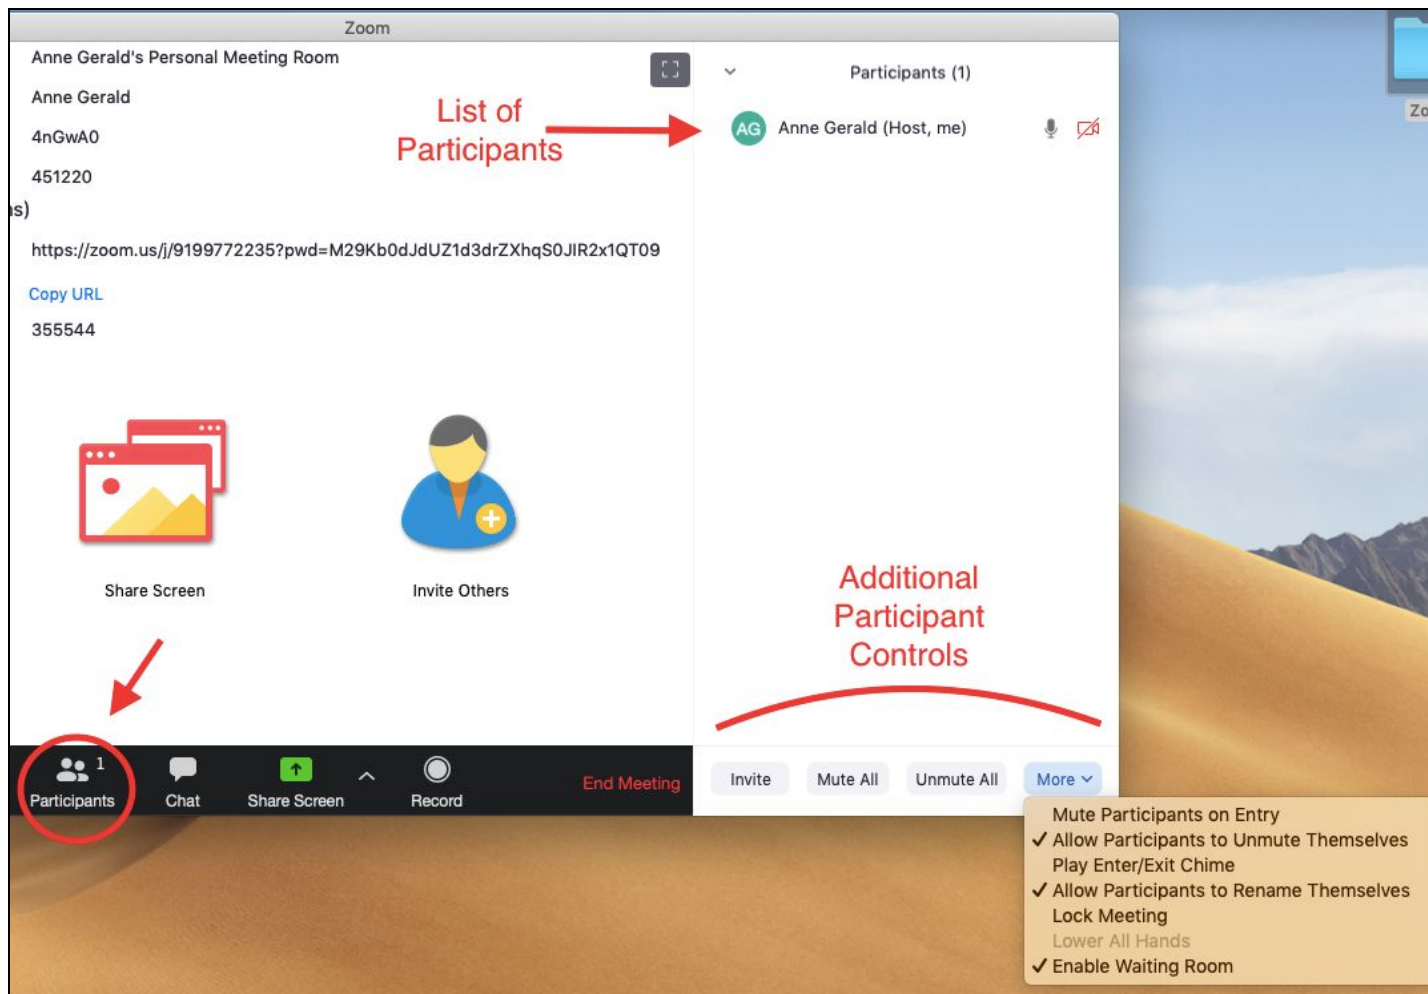 Zoom
Anne Gerald's Personal Meeting Room
Anne Gerald
4nGwA0
451220
s)
https://zoom.us/j/9199772235?pwd=M29Kb0dJdUZ1d3drZXhqS0JIR2x1QT09
Copy URL
355544
List of
Participants
Share Screen
Invite Others
Participants 1
Chat
Share Screen
Record
End Meeting
Participants (1)
AG Anne Gerald (Host, me)
Additional
Participant
Controls
Invite
Mute All
Unmute All
More
Mute Participants on Entry
✓ Allow Participants to Unmute Themselves
Play Enter/Exit Chime
✓ Allow Participants to Rename Themselves
Lock Meeting
Lower All Hands
✓ Enable Waiting Room
Zo